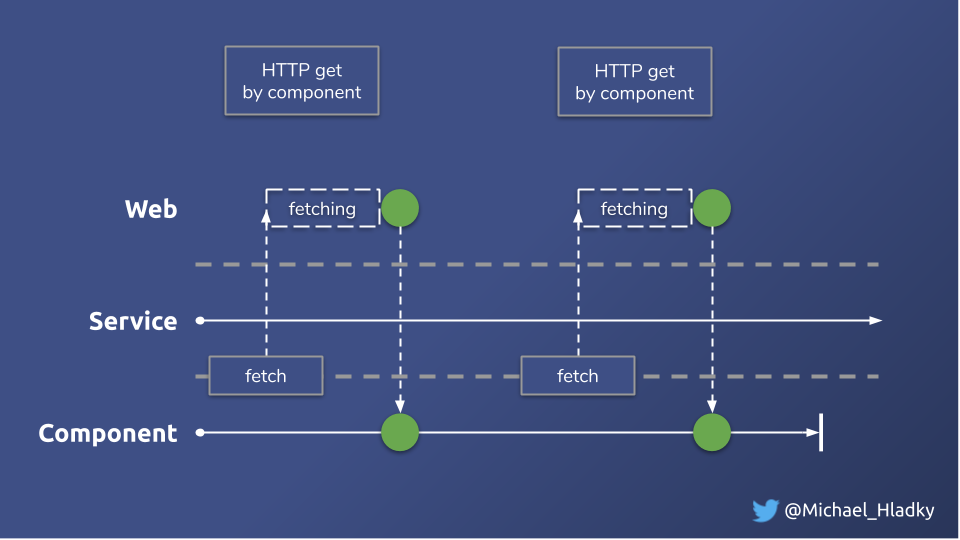 HTTP get
by component
HTTP get
by component
Web
fetching
fetching
Service
fetch
fetch
Component
@Michael_Hladky